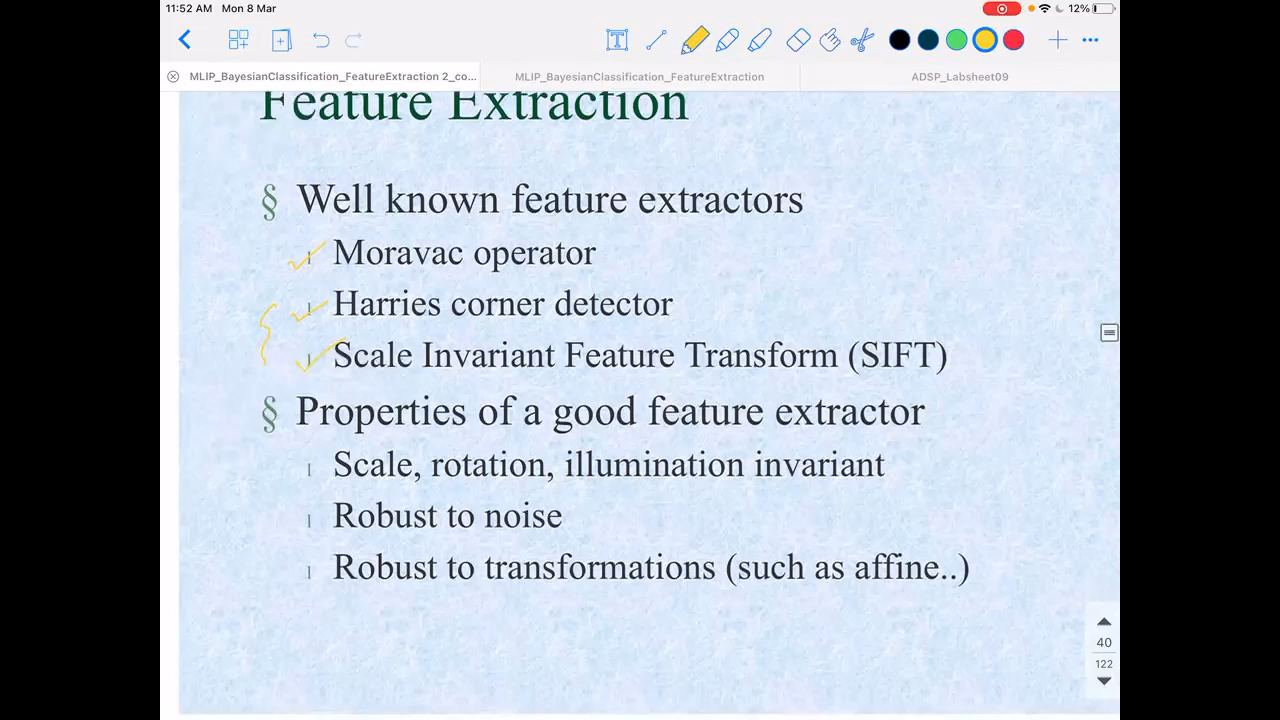 11:52 AM Mon 8 Mar
12%
MLIP_BayesianClassification_FeatureExtraction 2_co...
MLIP_BayesianClassification_FeatureExtraction
ADSP_Labsheet09
Feature Extraction
§ Well known feature extractors
Moravac operator
Harries corner detector
Scale Invariant Feature Transform (SIFT)
§ Properties of a good feature extractor
Scale, rotation, illumination invariant
Robust to noise
Robust to transformations (such as affine..)
40
122